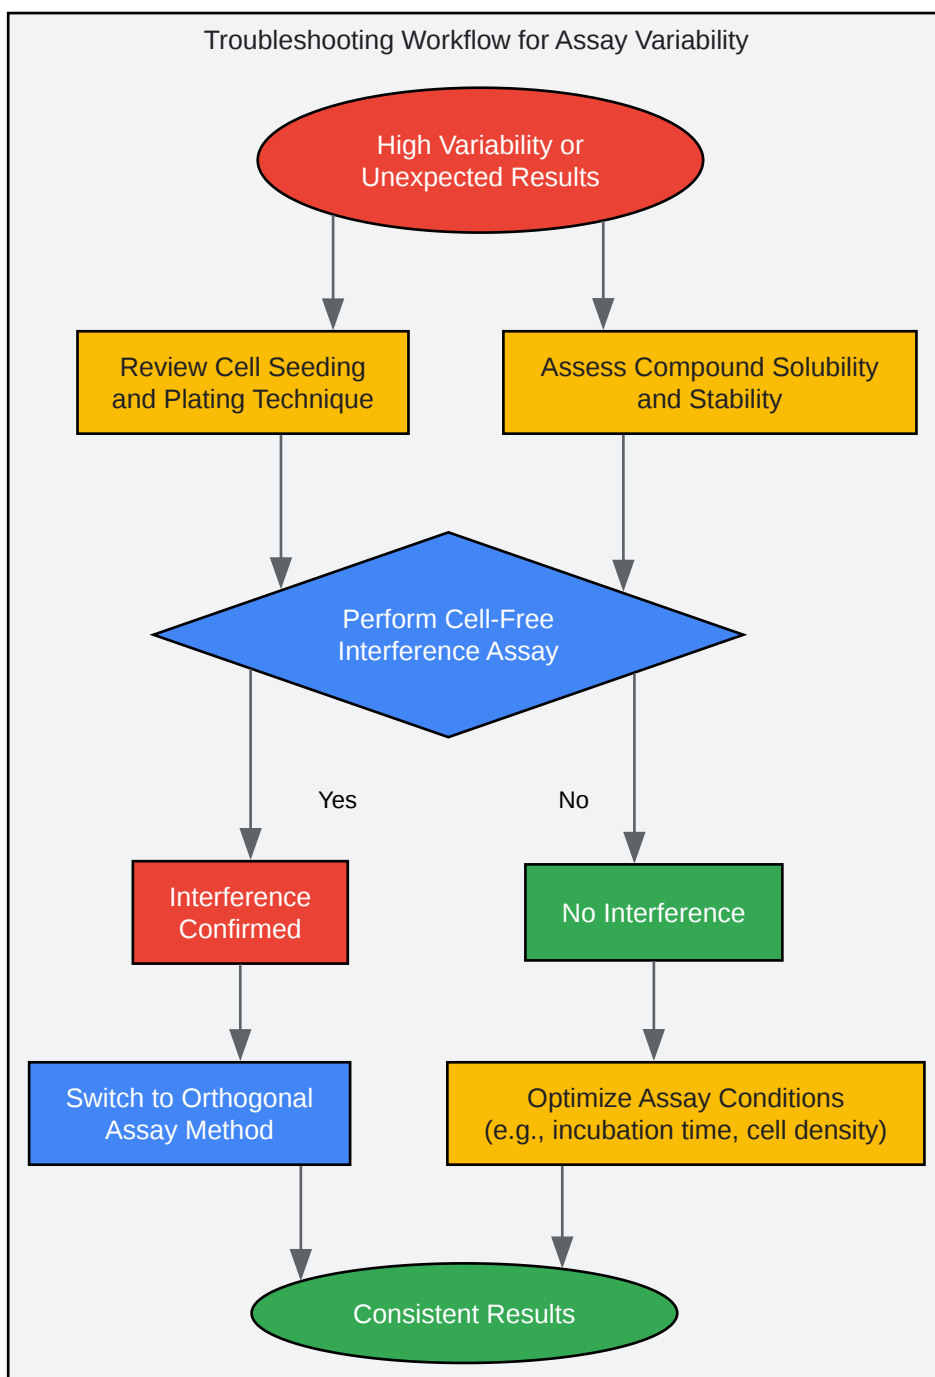 Troubleshooting Workflow for Assay Variability
High Variability or
Unexpected Results
Review Cell Seeding
and Plating Technique
Assess Compound Solubility
and Stability
Perform Cell-Free
Interference Assay
Yes
No
Interference
Confirmed
No Interference
Switch to Orthogonal
Assay Method
Optimize Assay Conditions
(e.g., incubation time, cell density)
Consistent Results